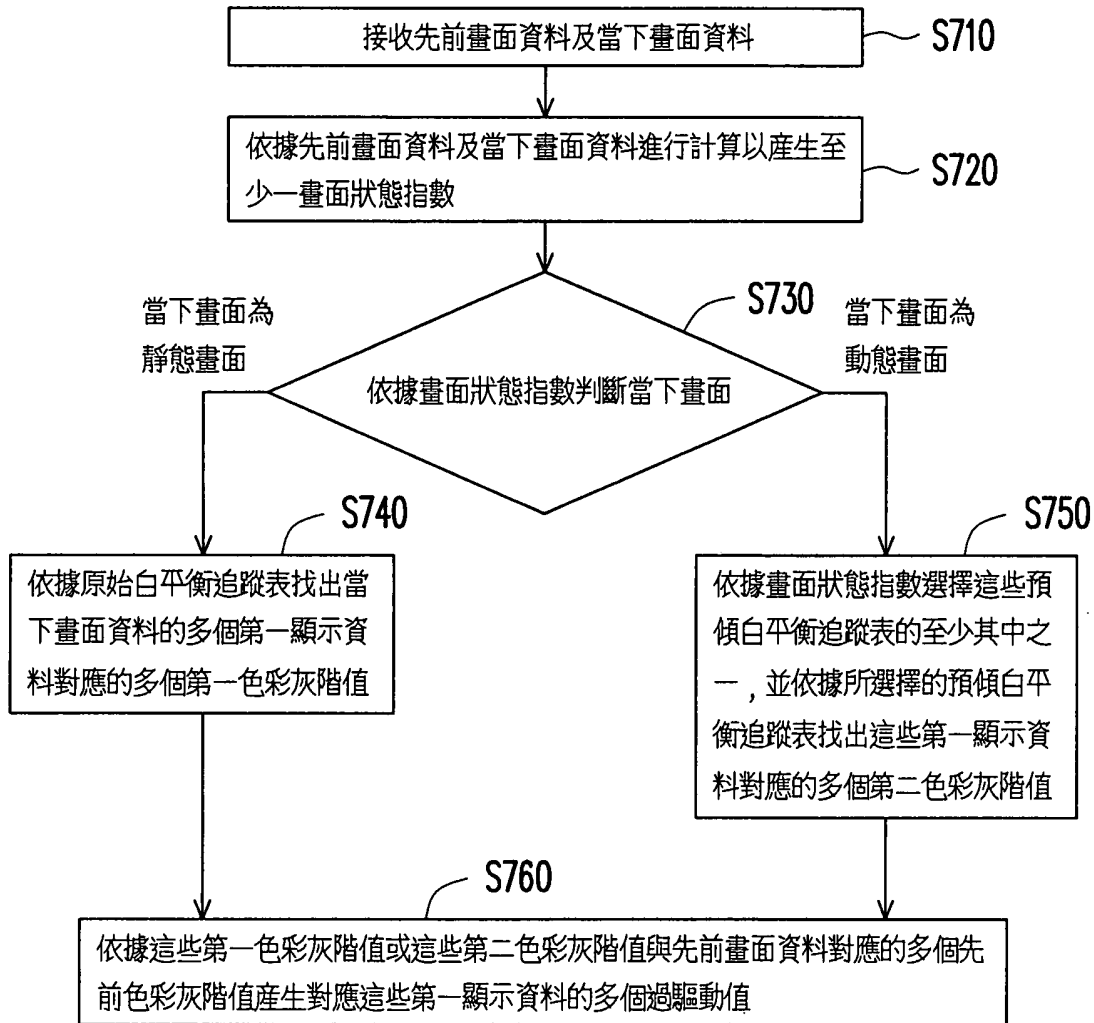 接收先前畫面資料及當下畫面資料
S710
依據先前畫面資料及當下畫面資料進行計算以產生至
少一畫面狀態指數
S720
S730
當下畫面為
靜態畫面
當下畫面為
動態畫面
依據畫面狀態指數判斷當下畫面
S740
S750
依據原始白平衡追蹤表找出當
下畫面資料的多個第一顯示資
料對應的多個第一色彩灰階值
依據畫面狀態指數選擇這些預
傾白平衡追蹤表的至少其中之
一,並依據所選擇的預傾白平
衡追蹤表找出這些第一顯示資
料對應的多個第二色彩灰階值
S760
依據這些第一色彩灰階值或這些第二色彩灰階值與先前畫面資料對應的多個先
前色彩灰階值產生對應這些第一顯示資料的多個過驅動值